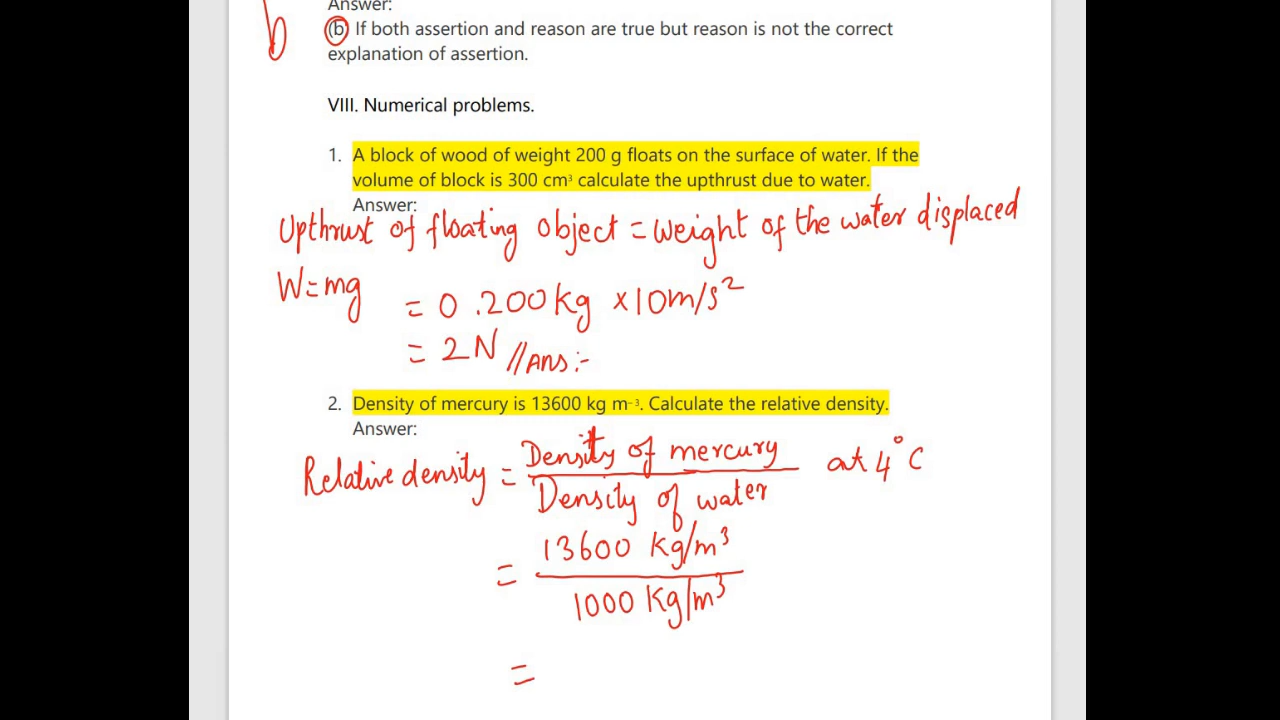 Answer:
b (b) If both assertion and reason are true but reason is not the correct
explanation of assertion.
VIII. Numerical problems.
1. A block of wood of weight 200 g floats on the surface of water. If the
volume of block is 300 cm³ calculate the upthrust due to water.
Answer:
Upthrust of floating object = weight of the water displaced
W=mg = 0.200kg x10m/s²
= 2N //Ans:-
2. Density of mercury is 13600 kg m⁻³. Calculate the relative density.
Answer:
Relative density = Density of mercury at 4°C
Density of water
= 13600 kg/m³
1000 kg/m³
=